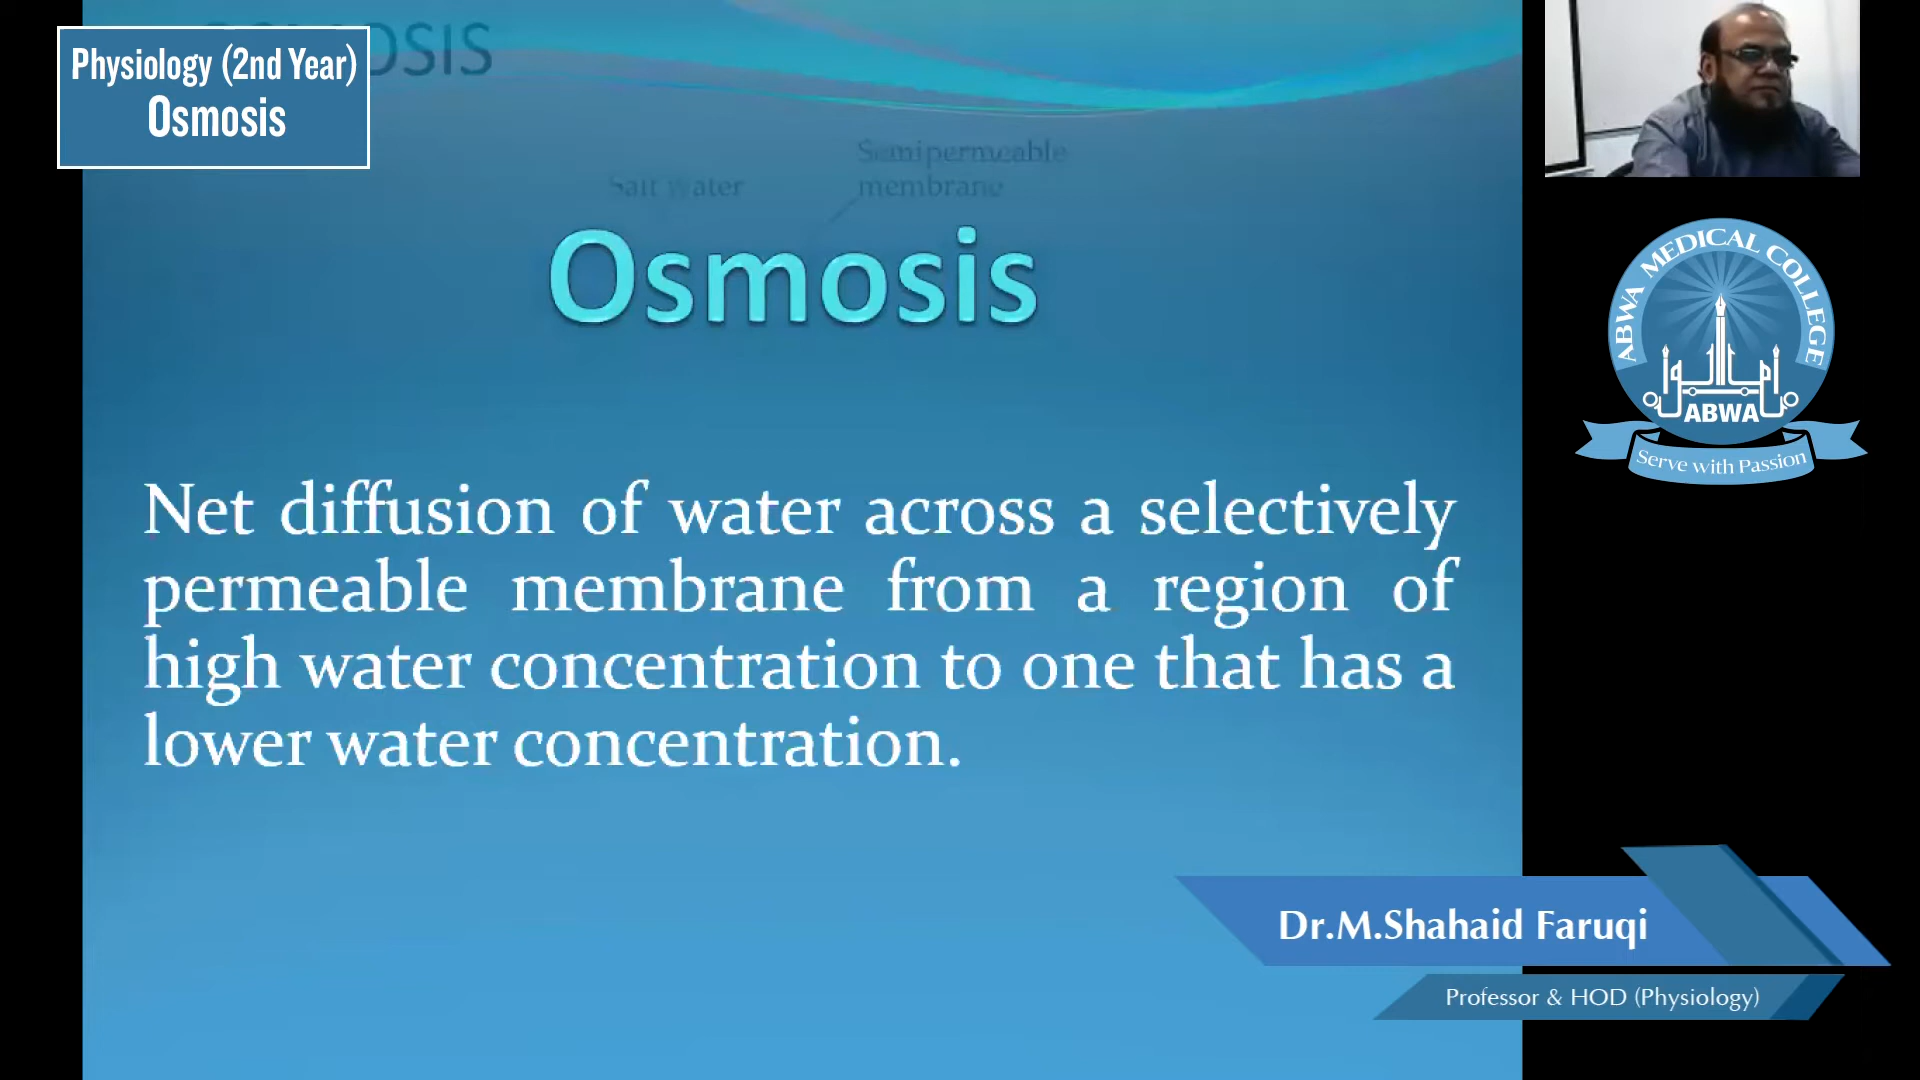 Physiology (2nd Year)
Osmosis
OSIS
Salt water
Semipermeable
membrane
Osmosis
Net diffusion of water across a selectively
permeable membrane from a region of
high water concentration to one that has a
lower water concentration.
ABWA MEDICAL COLLEGE
ABWA
Serve with Passion
Dr.M.Shahaid Faruqi
Professor & HOD (Physiology)